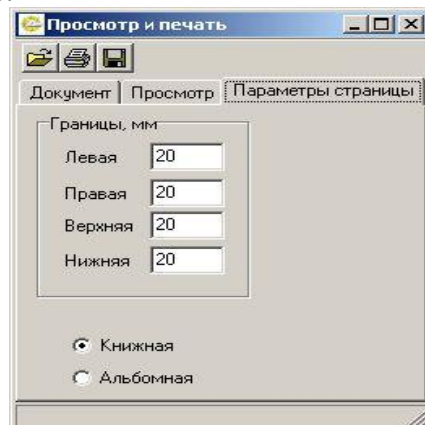 Просмотр и печать
Документ Просмотр Параметры страницы
Границы, мм
Левая 20
Правая 20
Верхняя 20
Нижняя 20
Книжная
Альбомная